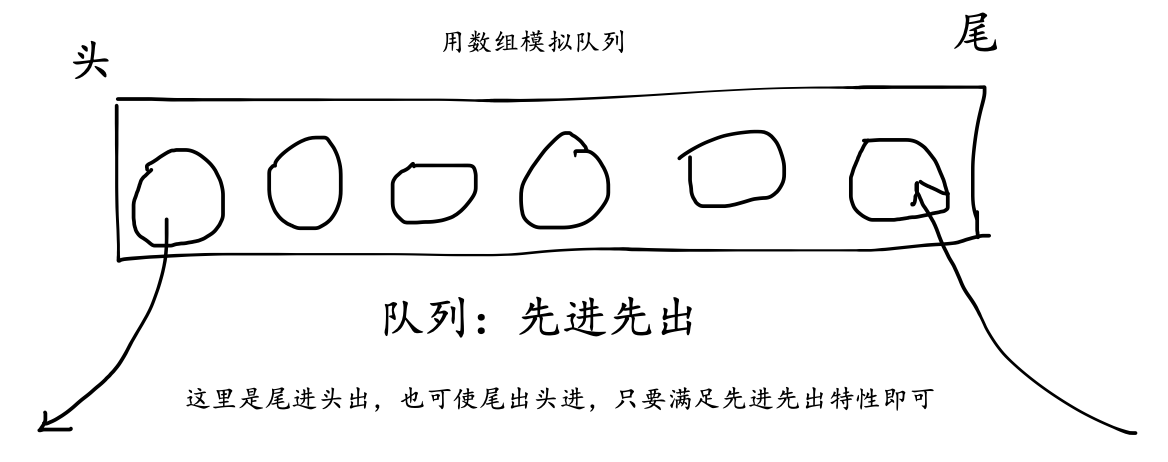 用数组模拟队列
头
尾
队列：先进先出
这里是尾进头出，也可使尾出头进，只要满足先进先出特性即可